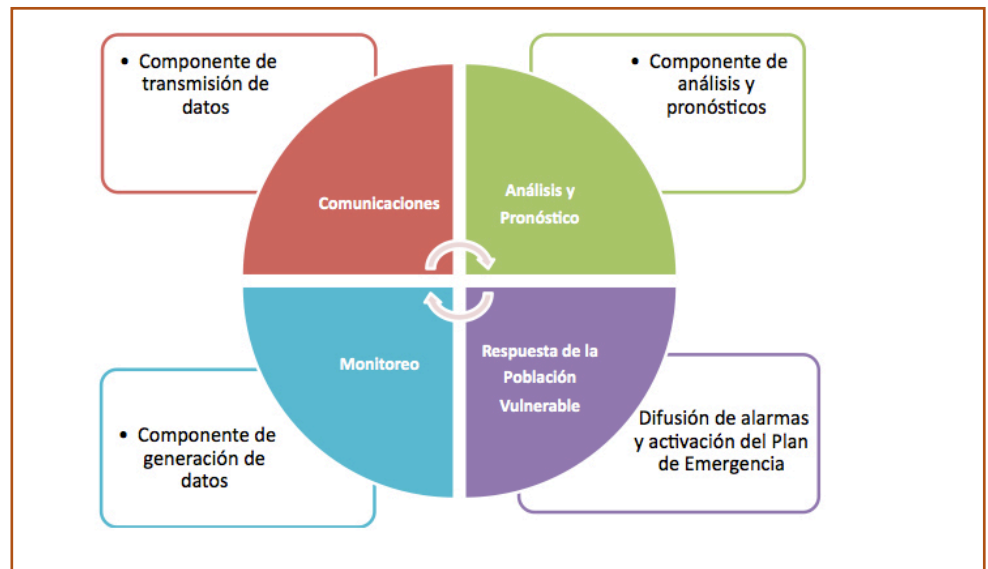 • Componente de
transmisión de
datos
• Componente de
análisis y
pronósticos
Comunicaciones
Análisis y
Pronóstico
Monitoreo
Respuesta de la
Población
Vulnerable
• Componente de
generación de
datos
Difusión de alarmas
y activación del Plan
de Emergencia